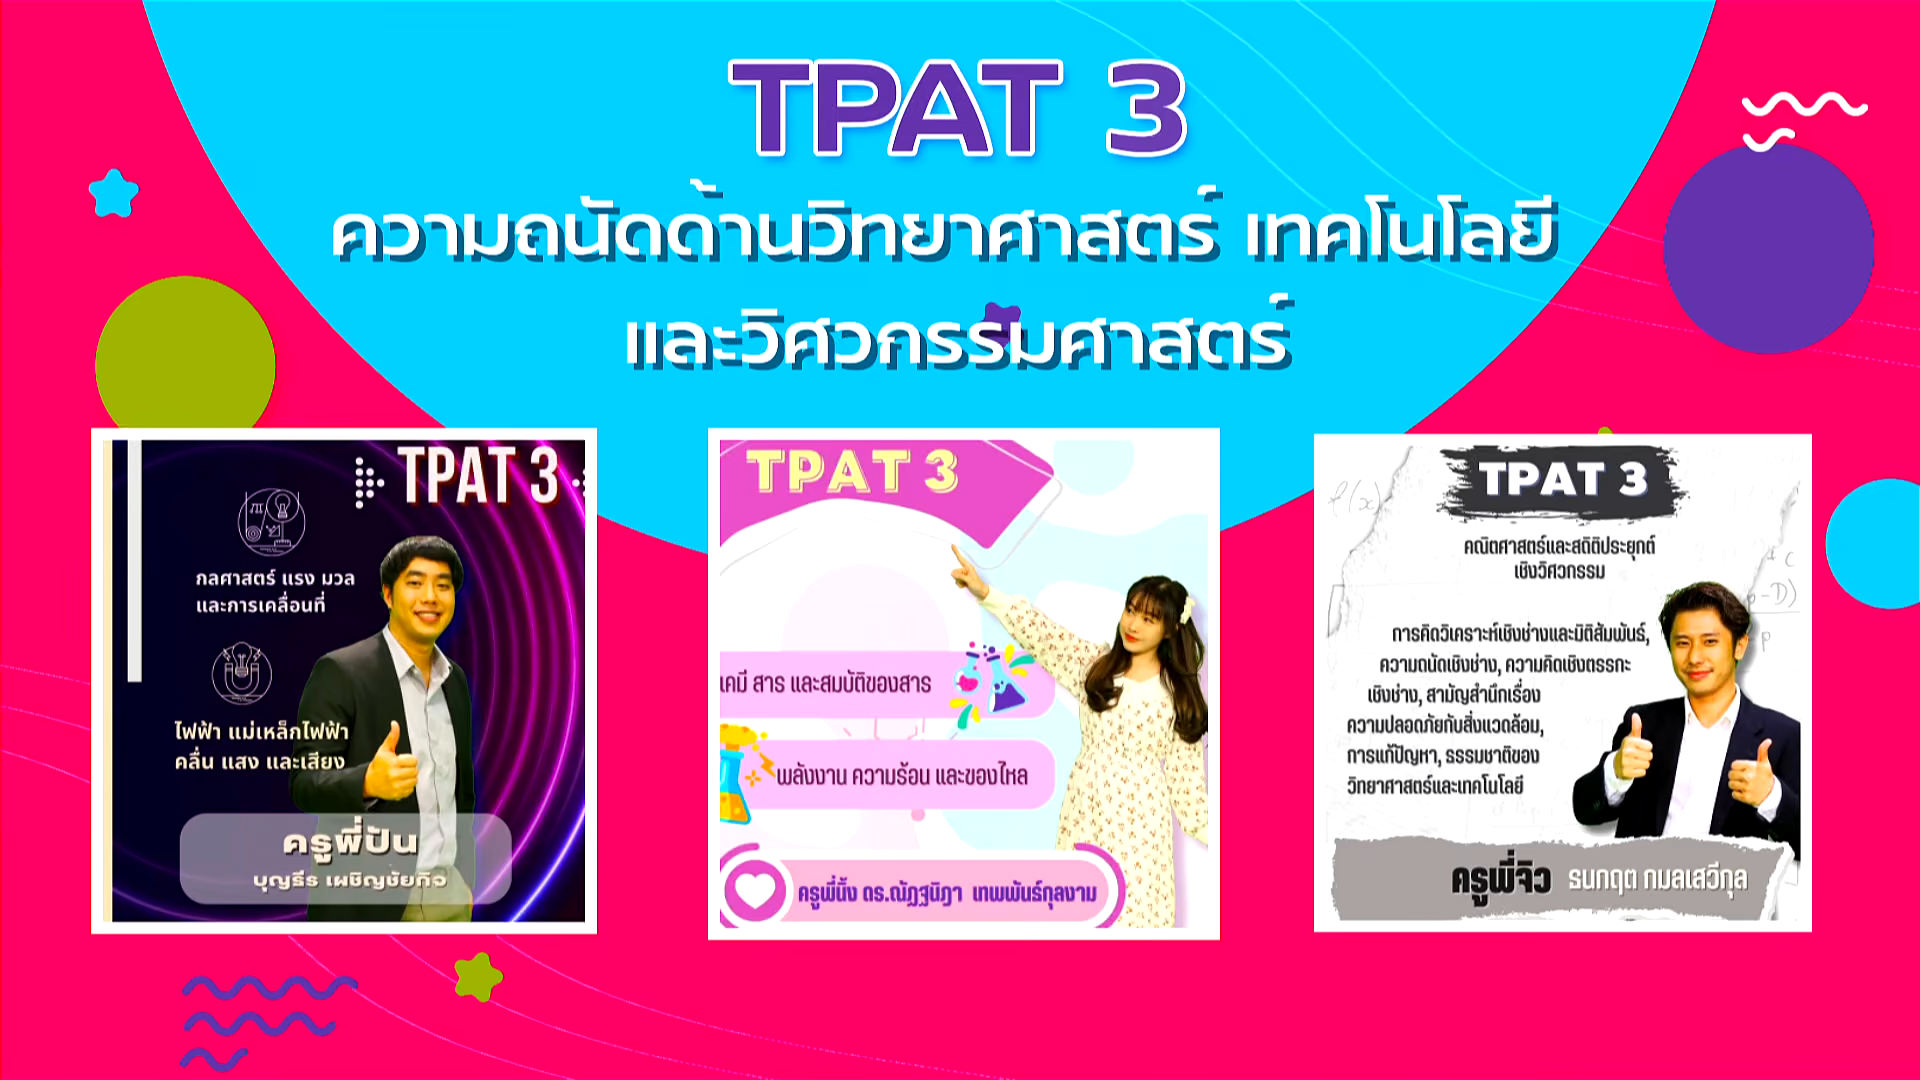 TPAT 3
ความถนัดด้านวิทยาศาสตร์ เทคโนโลยี
และวิศวกรรมศาสตร์
TPAT 3
กลศาสตร์ แรง มวล
และการเคลื่อนที่
ไฟฟ้า แม่เหล็กไฟฟ้า
คลื่น แสง และเสียง
ครูพี่ปัน
บุญธีร เผชิญชัยกิจ
TPAT 3
เคมี สาร และสมบัติของสาร
พลังงาน ความร้อน และของไหล
ครูพี่นิ้ง ดร.ณัฏฐนิฎา เทพพันธ์กุลงาม
TPAT 3
คณิตศาสตร์และสถิติประยุกต์
เชิงวิศวกรรม
การคิดวิเคราะห์เชิงช่างและมิติสัมพันธ์,
ความถนัดเชิงช่าง, ความคิดเชิงตรรกะ
เชิงช่าง, สามัญสำนึกเรื่อง
ความปลอดภัยกับสิ่งแวดล้อม,
การแก้ปัญหา, ธรรมชาติของ
วิทยาศาสตร์และเทคโนโลยี
ครูพี่จิว ธนกฤต กมลเสวีกุล